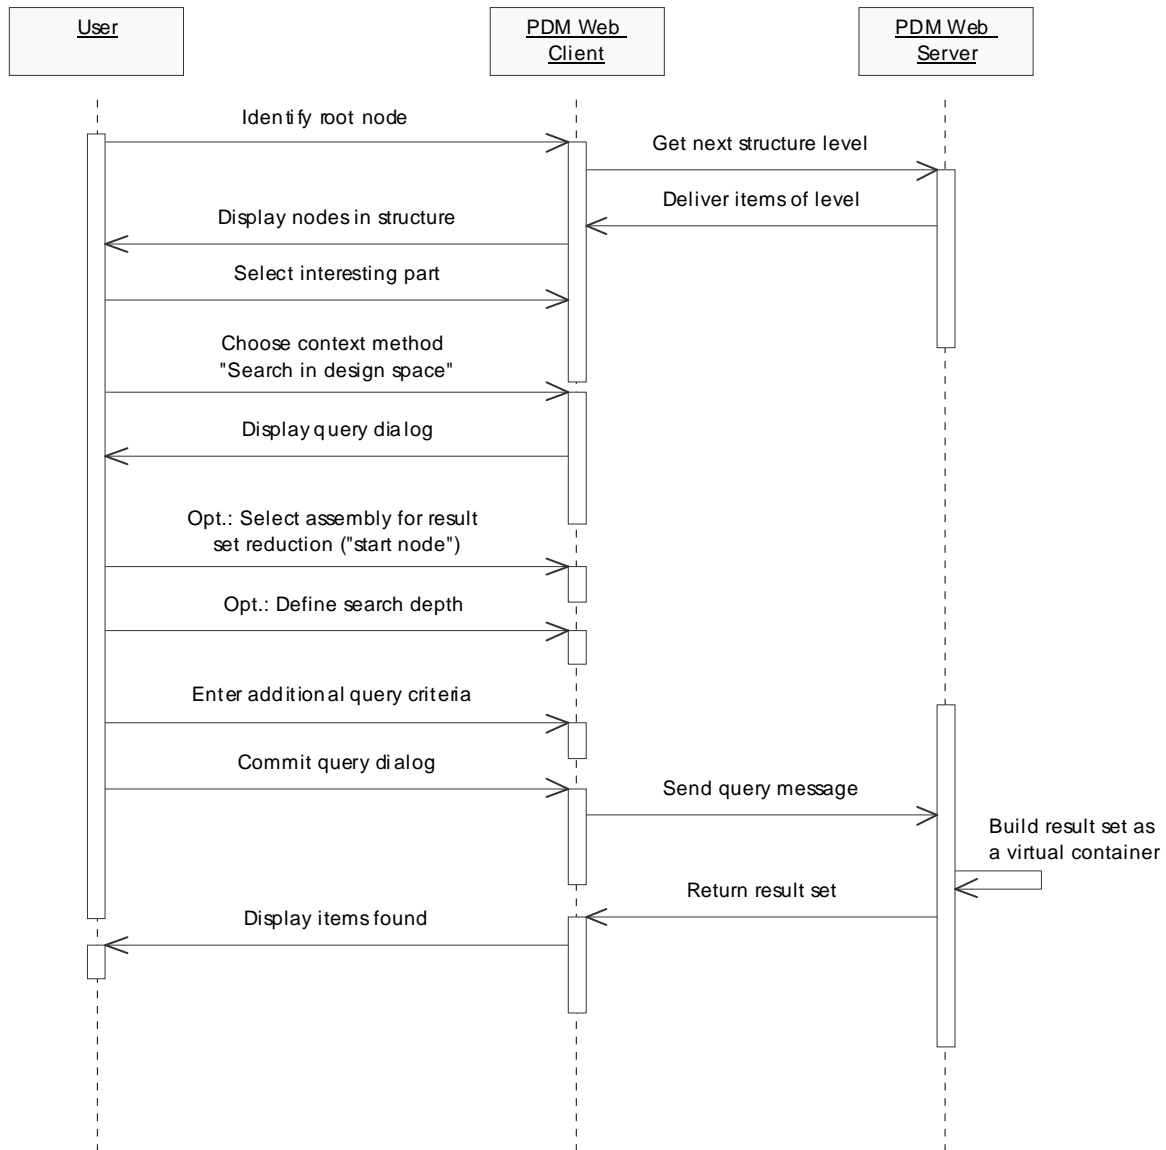 User
PDM Web
Client
PDM Web
Server
Identify root node
Get next structure level
Deliver items of level
Display nodes in structure
Select interesting part
Choose context method
"Search in design space"
Display query dialog
Opt.: Select assembly for result
set reduction ("start node")
Opt.: Define search depth
Enter additional query criteria
Commit query dialog
Send query message
Build result set as
a virtual container
Return result set
Display items found